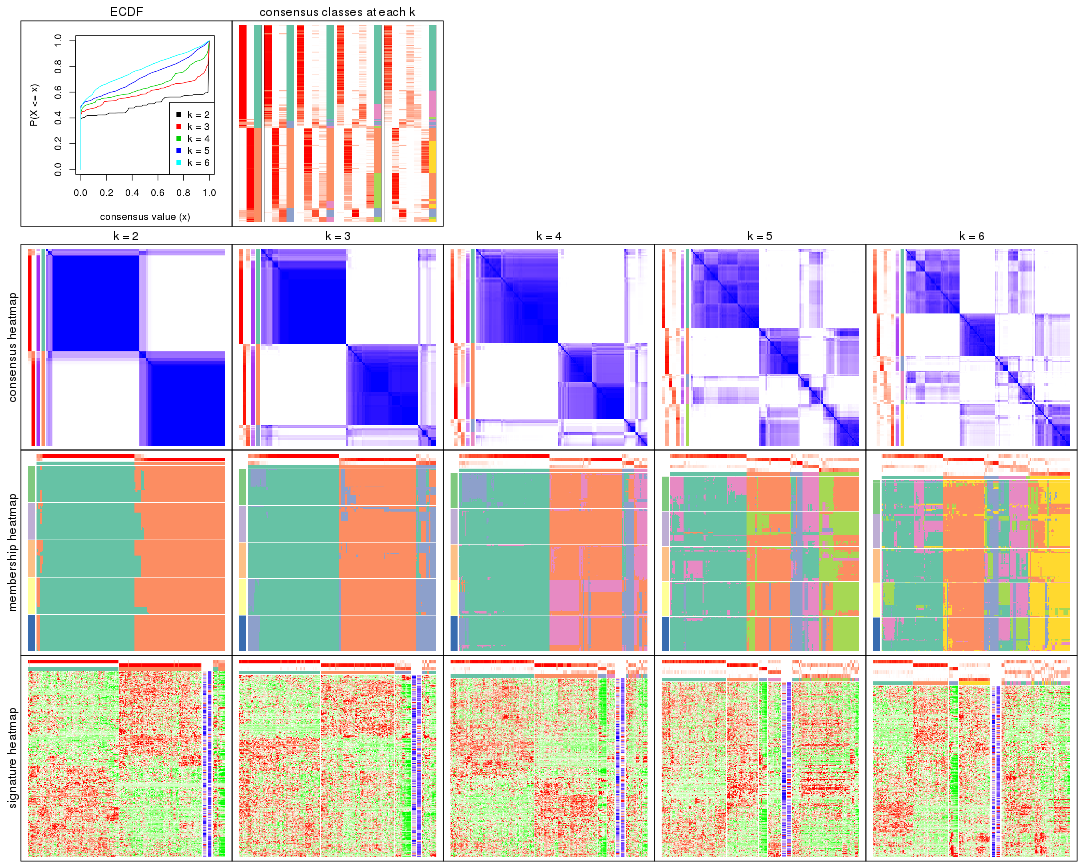 ECDF
consensus classes at each k
P(X <= x)
1.0
0.8
0.6
0.4
0.2
0.0
k = 2
k = 3
k = 4
k = 5
k = 6
0.0 0.2 0.4 0.6 0.8 1.0
consensus value (x)
k = 2 k = 3 k = 4 k = 5 k = 6
consensus heatmap
membership heatmap
signature heatmap